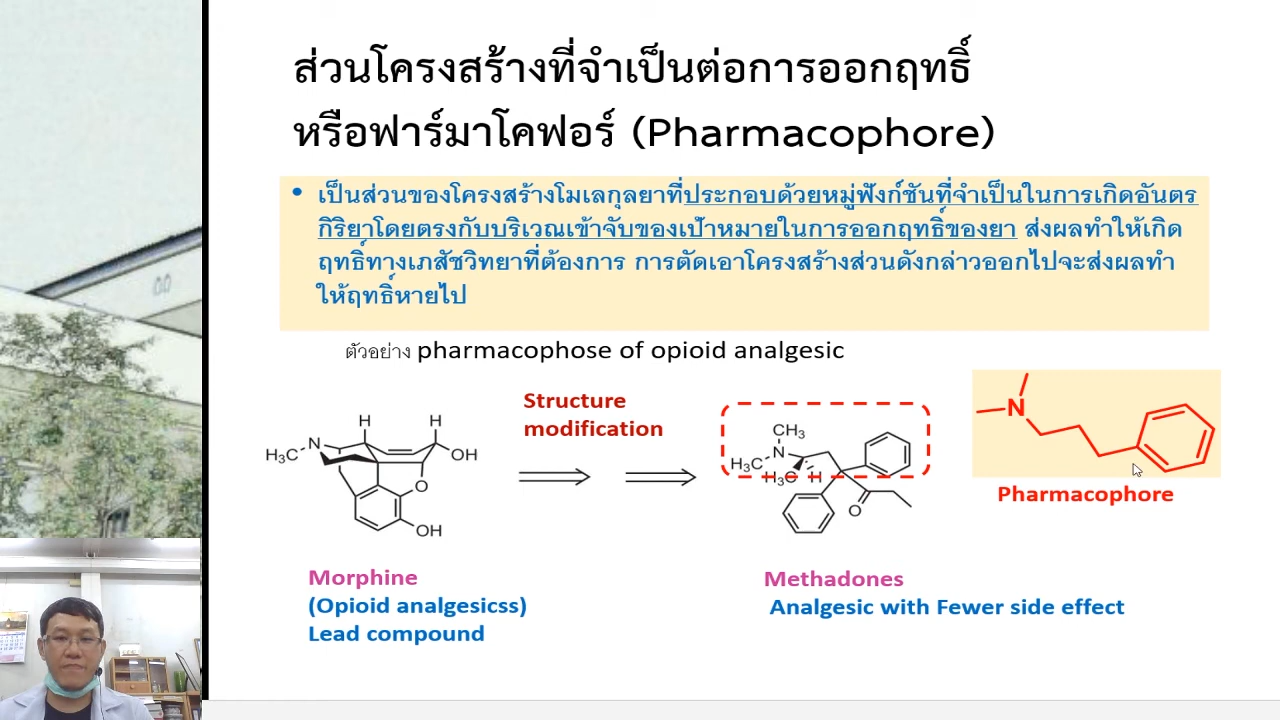 ส่วนโครงสร้างที่จำเป็นต่อการออกฤทธิ์
หรือฟาร์มาโคฟอร์ (Pharmacophore)
• เป็นส่วนของโครงสร้างโมเลกุลยาที่ประกอบด้วยหมู่ฟังก์ชันที่จำเป็นในการเกิดอันตร
กิริยาโดยตรงกับบริเวณเข้าจับของเป้าหมายในการออกฤทธิ์ของยา ส่งผลทำให้เกิด
ฤทธิ์ทางเภสัชวิทยาที่ต้องการ การตัดเอาโครงสร้างส่วนดังกล่าวออกไปจะส่งผลทำ
ให้ฤทธิ์หายไป
ตัวอย่าง pharmacophose of opioid analgesic
Structure
modification
H H
N
H₃C
OH
O
OH
CH₃
N
H₃C
H₃C H
O
N
Pharmacophore
Morphine
(Opioid analgesicss)
Lead compound
Methadones
Analgesic with Fewer side effect